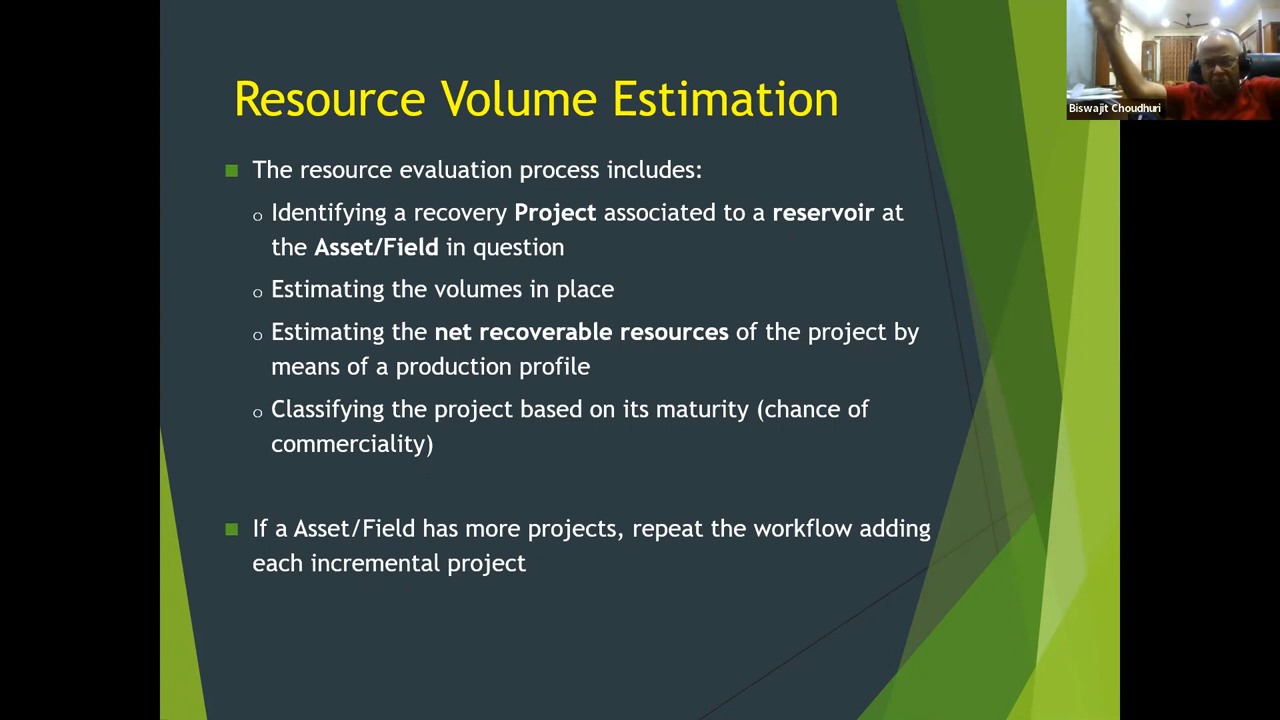 Resource Volume Estimation
The resource evaluation process includes:
Identifying a recovery Project associated to a reservoir at
the Asset/Field in question
Estimating the volumes in place
Estimating the net recoverable resources of the project by
means of a production profile
Classifying the project based on its maturity (chance of
commerciality)
If a Asset/Field has more projects, repeat the workflow adding
each incremental project
Biswajit Choudhuri